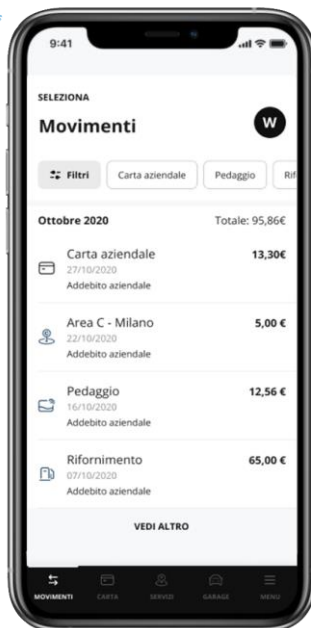 9:41
SELEZIONA
Movimenti
W
Filtri Carta aziendale Pedaggio Rif
Ottobre 2020 Totale: 95,86€
Carta aziendale 13,30€
27/10/2020
Addebito aziendale
Area C - Milano 5,00 €
22/10/2020
Addebito aziendale
Pedaggio 12,56 €
16/10/2020
Addebito aziendale
Rifornimento 65,00 €
07/10/2020
Addebito aziendale
VEDI ALTRO
MOVIMENTI CARTA SERVIZI GARAGE MENU